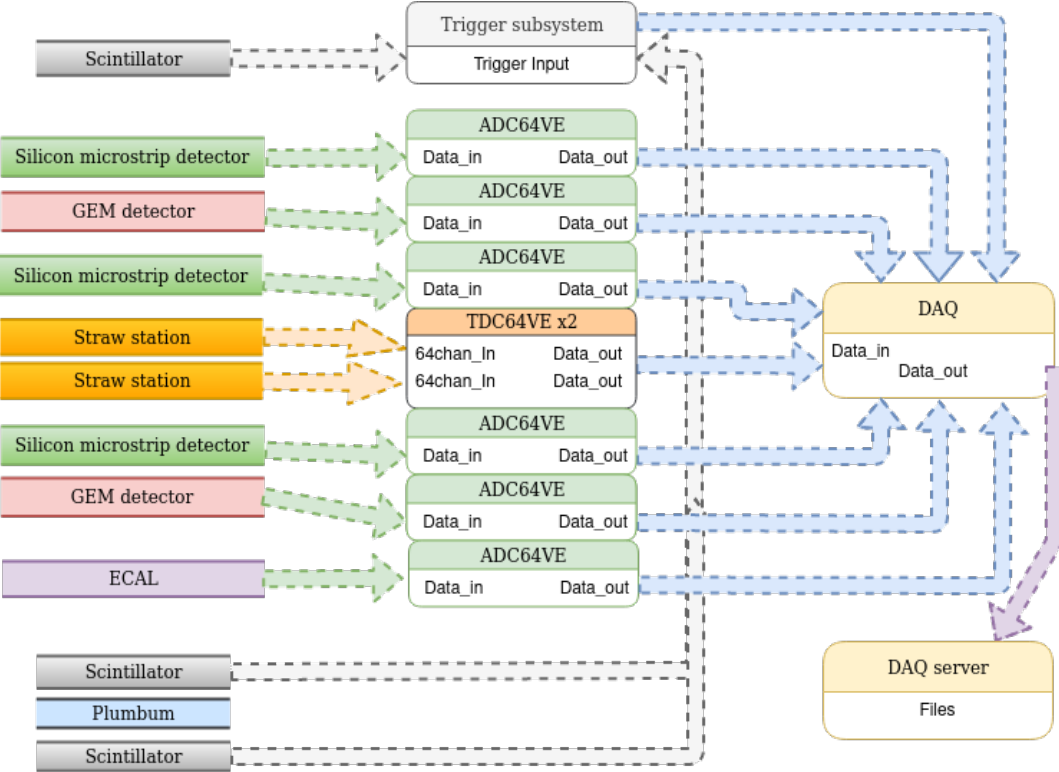 Trigger subsystem
Scintillator
Trigger Input
ADC64VE
Silicon microstrip detector
Data_in Data_out
ADC64VE
GEM detector
Data_in Data_out
ADC64VE
Silicon microstrip detector
Data_in Data_out
DAQ
TDC64VE x2
Straw station
64chan_In Data_out
Data_in
Data_out
Straw station
64chan_In Data_out
ADC64VE
Silicon microstrip detector
Data_in Data_out
ADC64VE
GEM detector
Data_in Data_out
ADC64VE
ECAL
Data_in Data_out
Scintillator
DAQ server
Plumbum
Files
Scintillator